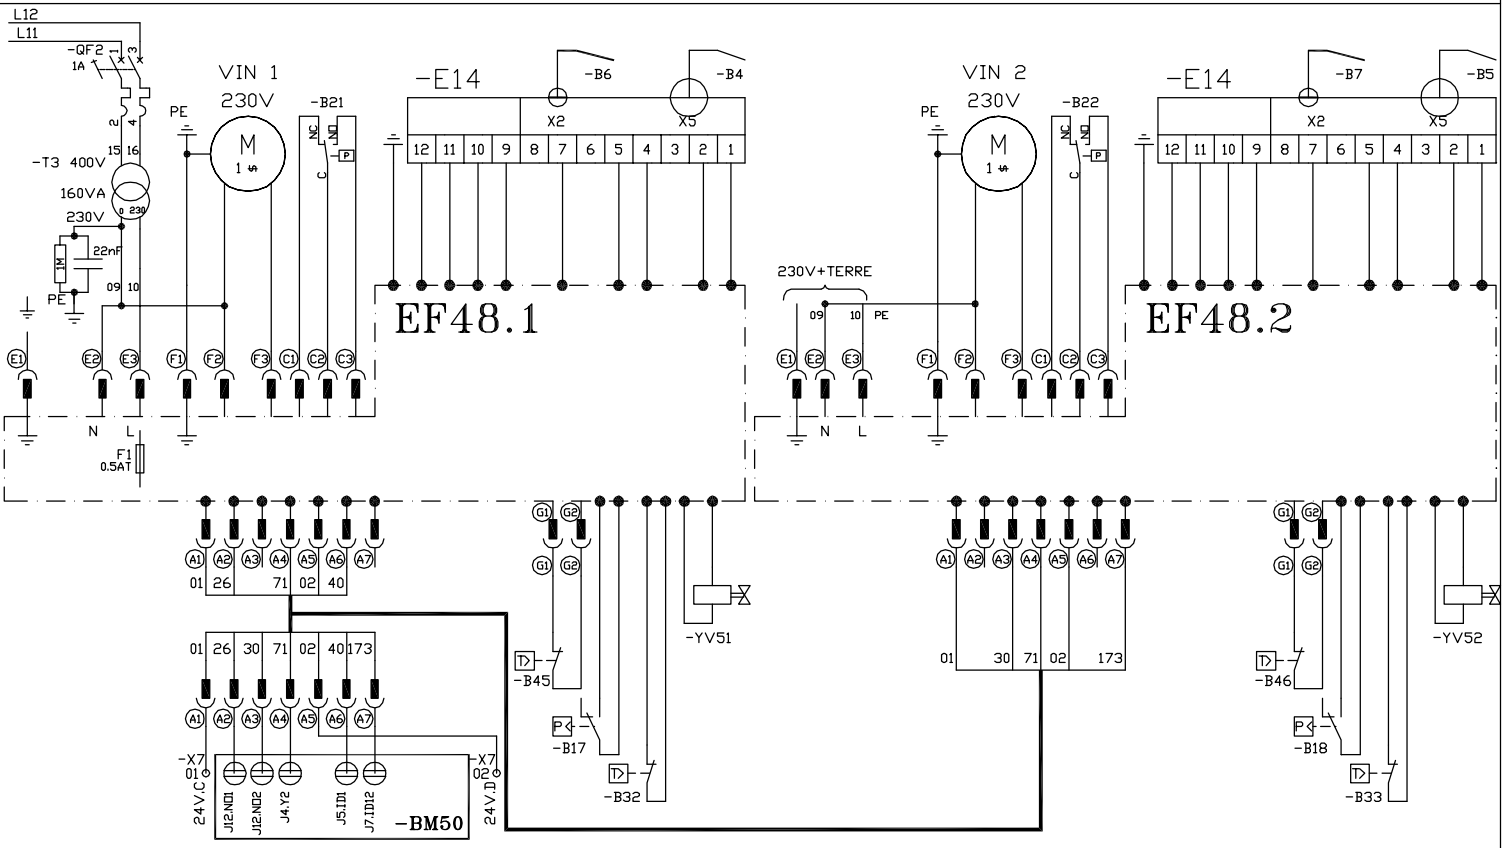 L12
L11
-QF2
1A
1 3
2 4
15 16
-T3 400V
160VA
0 230
230V
1M
22nF
PE
09 10
E1 E2 E3 F1 F2 F3 C1 C2 C3
N L
F1
0.5AT
VIN 1
230V
PE
M
1
-B21
NC NO
P
C
-E14
-B6
-B4
X2 X5
12 11 10 9 8 7 6 5 4 3 2 1
EF48.1
VIN 2
230V
PE
M
1
-B22
NC NO
P
C
-E14
-B7
-B5
X2 X5
12 11 10 9 8 7 6 5 4 3 2 1
230V+TERRE
09 10 PE
EF48.2
E1 E2 E3 F1 F2 F3 C1 C2 C3
N L
A1 A2 A3 A4 A5 A6 A7
01 26 71 02 40
01 26 30 71 02 40 173
A1 A2 A3 A4 A5 A6 A7
-X7
01
24V.C
J12.NO1
J12.NO2
J4.Y2
J5.ID1
J7.ID12
-BM50
-X7
02
24V.D
G1 G2
G1 G2
T>
-B45
P<
-B17
T>
-B32
-YV51
A1 A2 A3 A4 A5 A6 A7
01 30 71 02 173
G1 G2
G1 G2
T>
-B46
P<
-B18
T>
-B33
-YV52